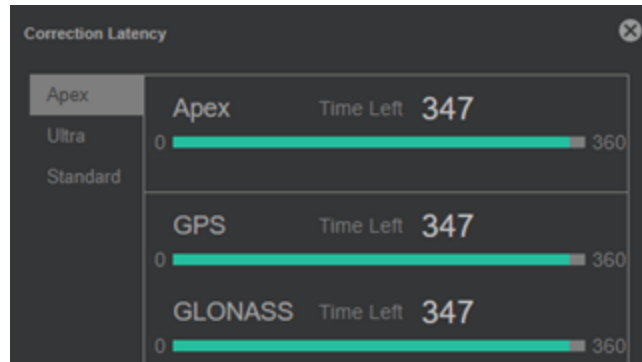 Correction Latency
Apex
Ultra
Standard
Apex Time Left 347
0 360
GPS Time Left 347
0 360
GLONASS Time Left 347
0 360